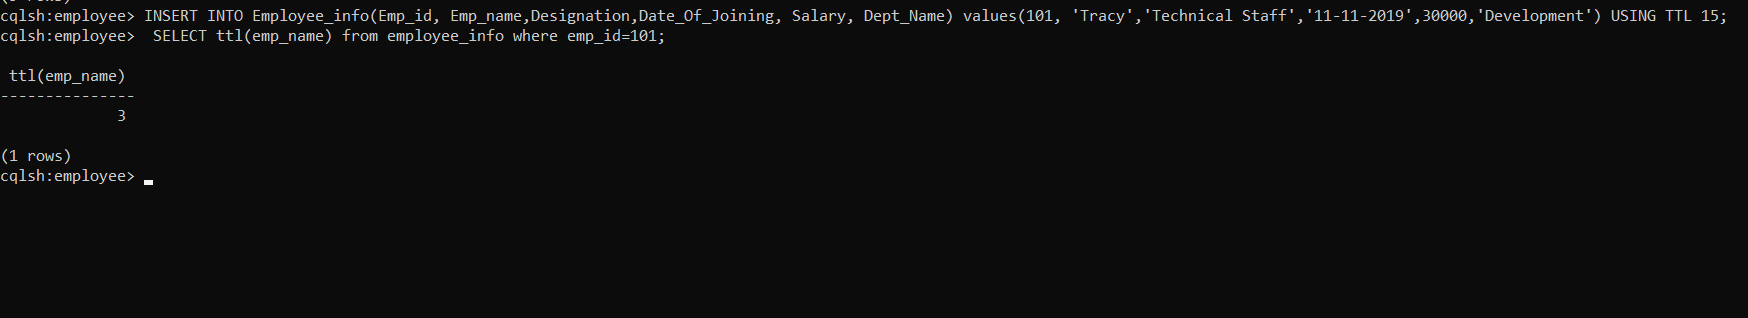 cqlsh:employee> INSERT INTO Employee_info(Emp_id, Emp_name,Designation,Date_Of_Joining, Salary, Dept_Name) values(101, 'Tracy','Technical Staff','11-11-2019',30000,'Development') USING TTL 15;
cqlsh:employee>  SELECT ttl(emp_name) from employee_info where emp_id=101;
ttl(emp_name)
---------------
3
(1 rows)
cqlsh:employee>